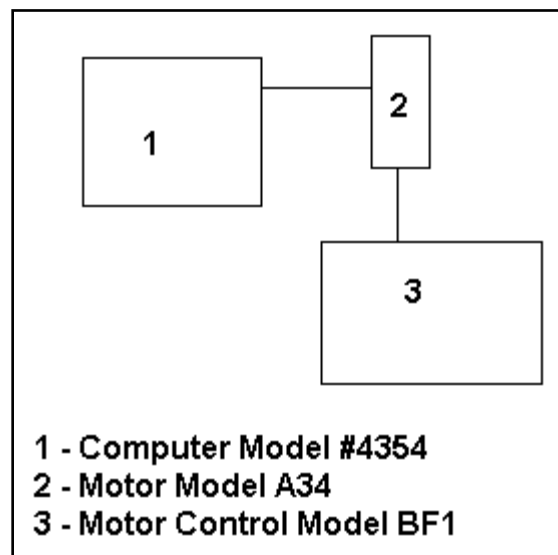 1
2
3
1 - Computer Model #4354
2 - Motor Model A34
3 - Motor Control Model BF1